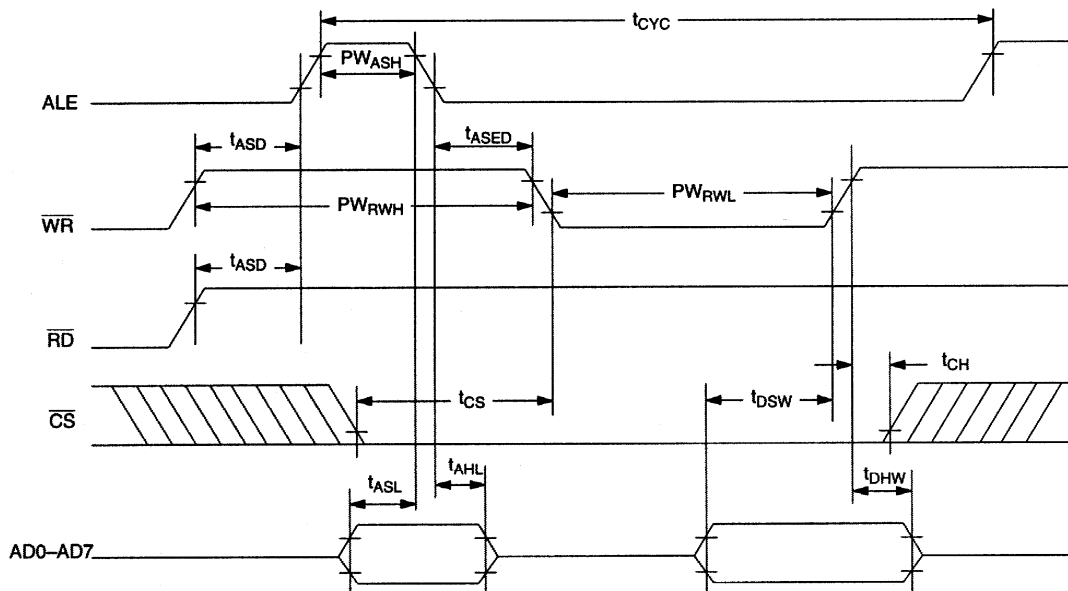 tCYC
PWASH
ALE
tASD
tASED
PWRWH
PWRWL
WR
tASD
RD
tCH
tCS
tDSW
CS
tASL
tAHL
tDHW
AD0–AD7